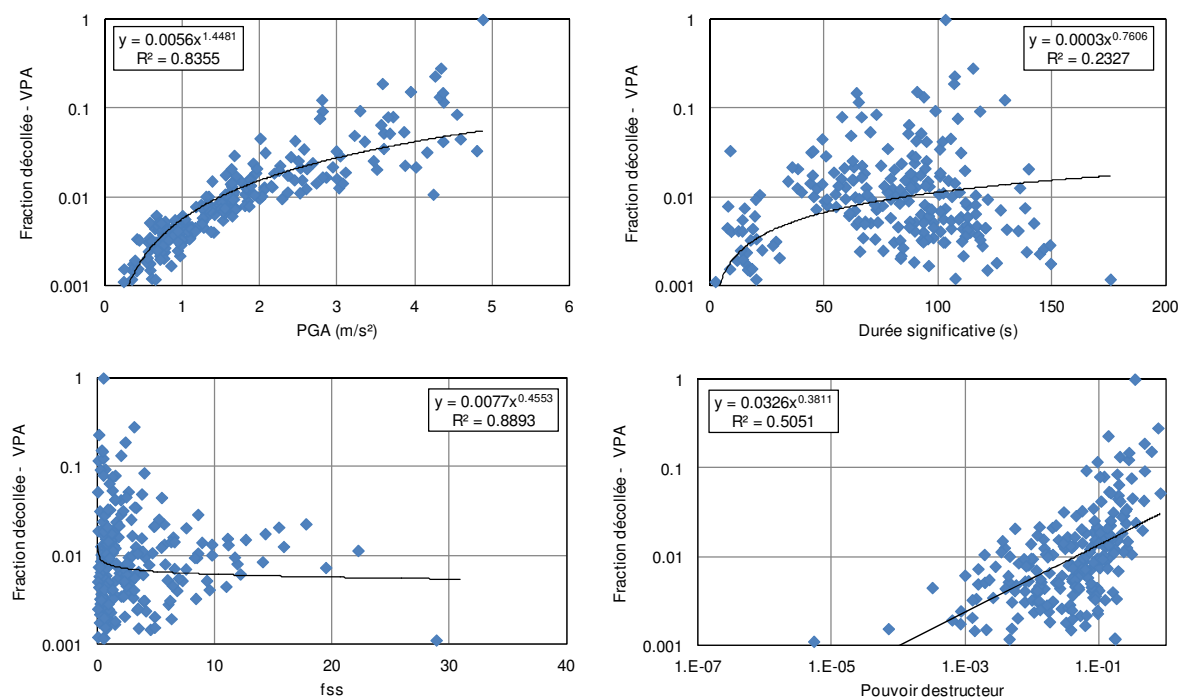 Fraction décollée - VPA
1
0.1
0.01
0.001
y = 0.0056x^1.4481
R² = 0.8355
0 1 2 3 4 5 6
PGA (m/s²)
Fraction décollée - VPA
1
0.1
0.01
0.001
y = 0.0003x^0.7606
R² = 0.2327
0 50 100 150 200
Durée significative (s)
Fraction décollée - VPA
1
0.1
0.01
0.001
y = 0.0077x^0.4553
R² = 0.8893
0 10 20 30 40
fss
Fraction décollée - VPA
1
0.1
0.01
0.001
y = 0.0326x^0.3811
R² = 0.5051
1.E-07 1.E-05 1.E-03 1.E-01
Pouvoir destructeur